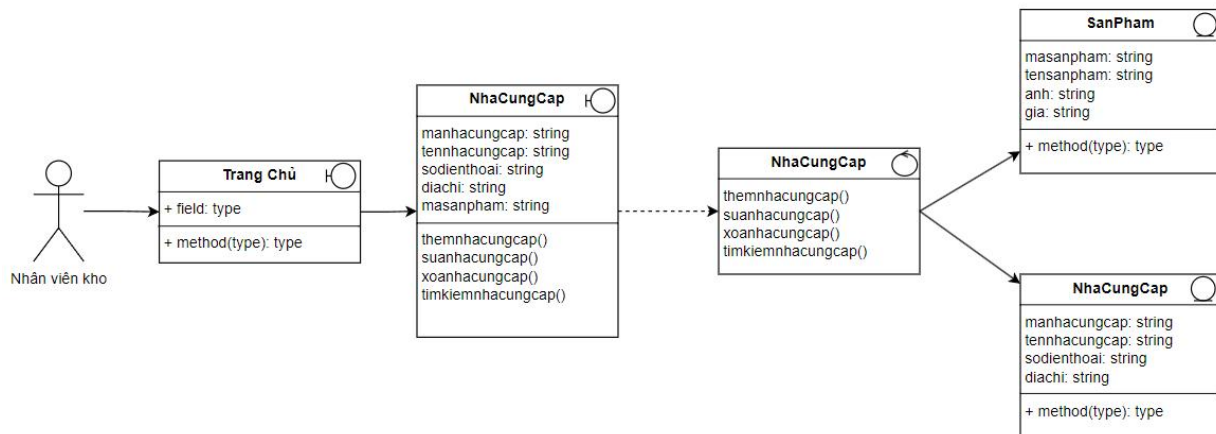 Nhân viên kho
Trang Chủ
+ field: type
+ method(type): type
NhaCungCap
manhacungcap: string
tennhacungcap: string
sodienthoai: string
diachi: string
masanpham: string
themnhacungcap()
suanhacungcap()
xoanhacungcap()
timkiemnhacungcap()
NhaCungCap
themnhacungcap()
suanhacungcap()
xoanhacungcap()
timkiemnhacungcap()
SanPham
masanpham: string
tensanpham: string
anh: string
gia: string
+ method(type): type
NhaCungCap
manhacungcap: string
tennhacungcap: string
sodienthoai: string
diachi: string
+ method(type): type